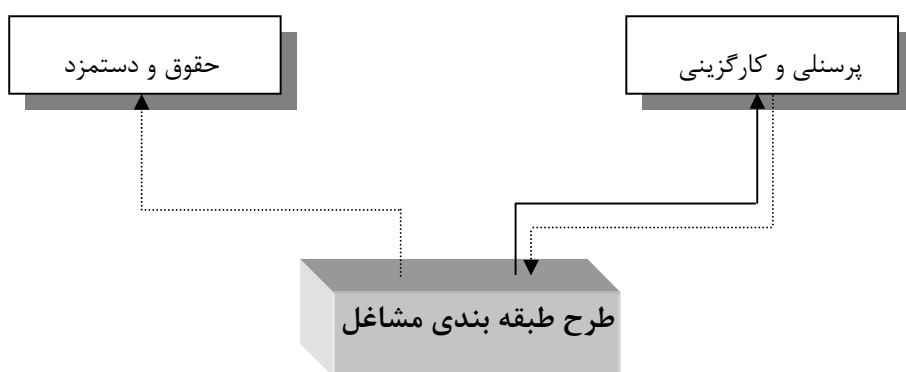 پرسنلی و کارگزینی
حقوق و دستمزد
طرح طبقه بندی مشاغل